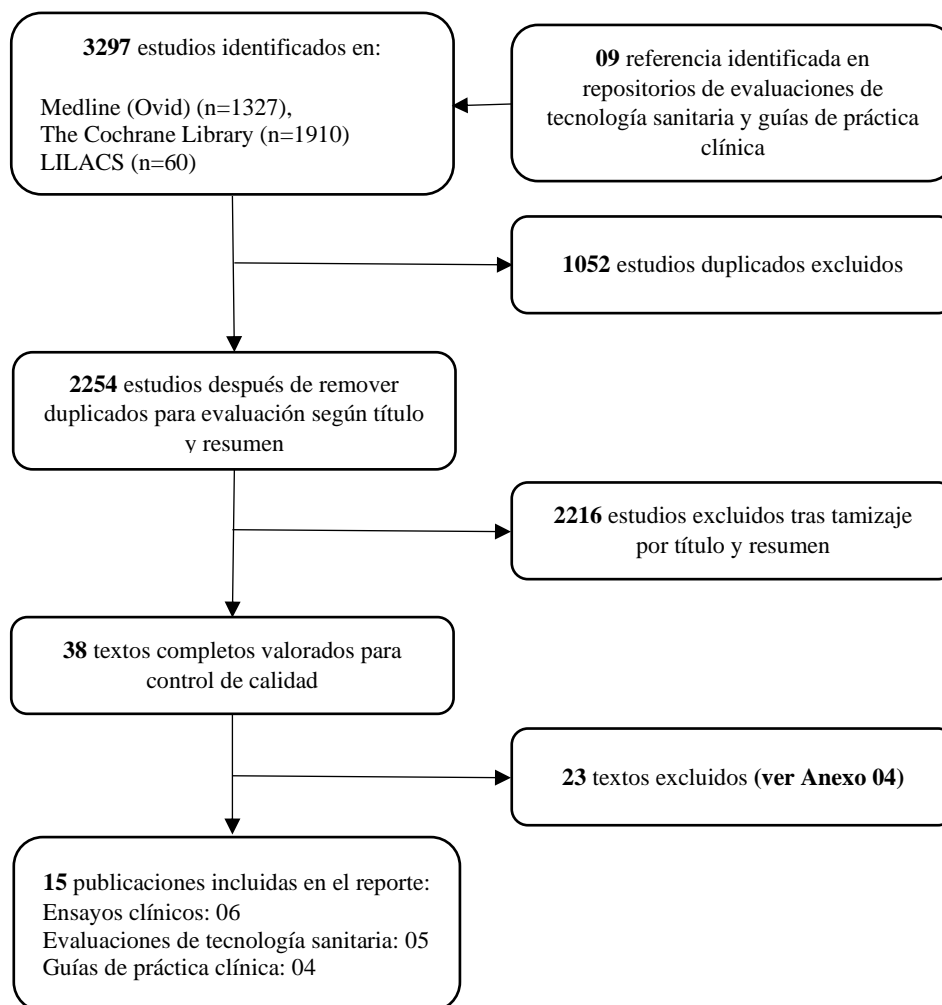 3297 estudios identificados en:
Medline (Ovid) (n=1327),
The Cochrane Library (n=1910)
LILACS (n=60)
09 referencia identificada en
repositorios de evaluaciones de
tecnología sanitaria y guías de práctica
clínica
1052 estudios duplicados excluidos
2254 estudios después de remover
duplicados para evaluación según título
y resumen
2216 estudios excluidos tras tamizaje
por título y resumen
38 textos completos valorados para
control de calidad
23 textos excluidos (ver Anexo 04)
15 publicaciones incluidas en el reporte:
Ensayos clínicos: 06
Evaluaciones de tecnología sanitaria: 05
Guías de práctica clínica: 04